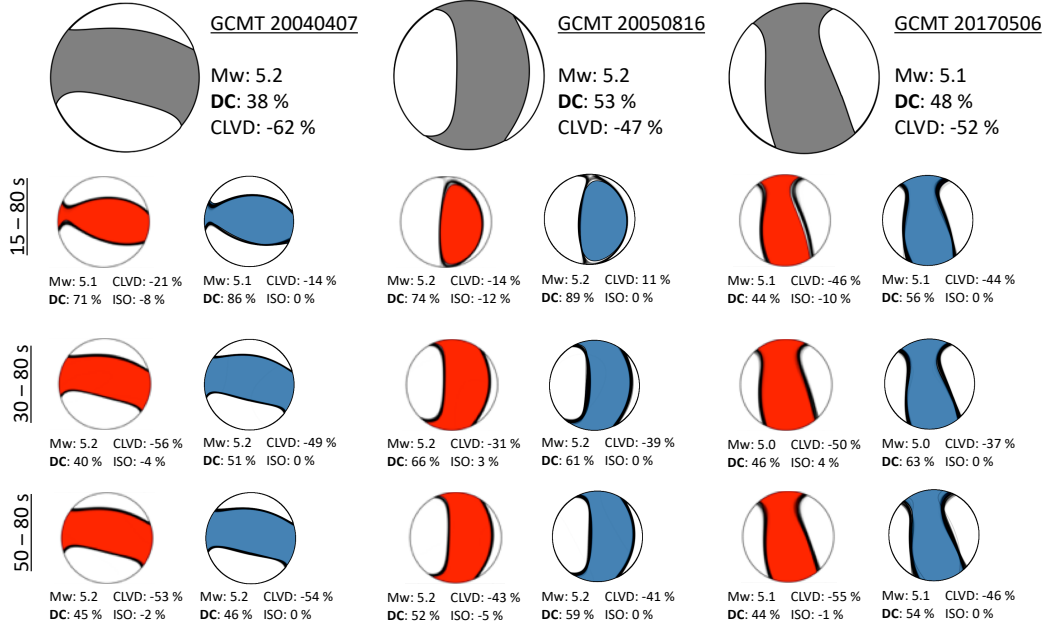 GCMT 20040407
Mw: 5.2
DC: 38 %
CLVD: -62 %
GCMT 20050816
Mw: 5.2
DC: 53 %
CLVD: -47 %
GCMT 20170506
Mw: 5.1
DC: 48 %
CLVD: -52 %
15 – 80 s
Mw: 5.1 CLVD: -21 %
DC: 71 % ISO: -8 %
Mw: 5.1 CLVD: -14 %
DC: 86 % ISO: 0 %
Mw: 5.2 CLVD: -14 %
DC: 74 % ISO: -12 %
Mw: 5.2 CLVD: 11 %
DC: 89 % ISO: 0 %
Mw: 5.1 CLVD: -46 %
DC: 44 % ISO: -10 %
Mw: 5.1 CLVD: -44 %
DC: 56 % ISO: 0 %
30 – 80 s
Mw: 5.2 CLVD: -56 %
DC: 40 % ISO: -4 %
Mw: 5.2 CLVD: -49 %
DC: 51 % ISO: 0 %
Mw: 5.2 CLVD: -31 %
DC: 66 % ISO: 3 %
Mw: 5.2 CLVD: -39 %
DC: 61 % ISO: 0 %
Mw: 5.0 CLVD: -50 %
DC: 46 % ISO: 4 %
Mw: 5.0 CLVD: -37 %
DC: 63 % ISO: 0 %
50 – 80 s
Mw: 5.2 CLVD: -53 %
DC: 45 % ISO: -2 %
Mw: 5.2 CLVD: -54 %
DC: 46 % ISO: 0 %
Mw: 5.2 CLVD: -43 %
DC: 52 % ISO: -5 %
Mw: 5.2 CLVD: -41 %
DC: 59 % ISO: 0 %
Mw: 5.1 CLVD: -55 %
DC: 44 % ISO: -1 %
Mw: 5.1 CLVD: -46 %
DC: 54 % ISO: 0 %